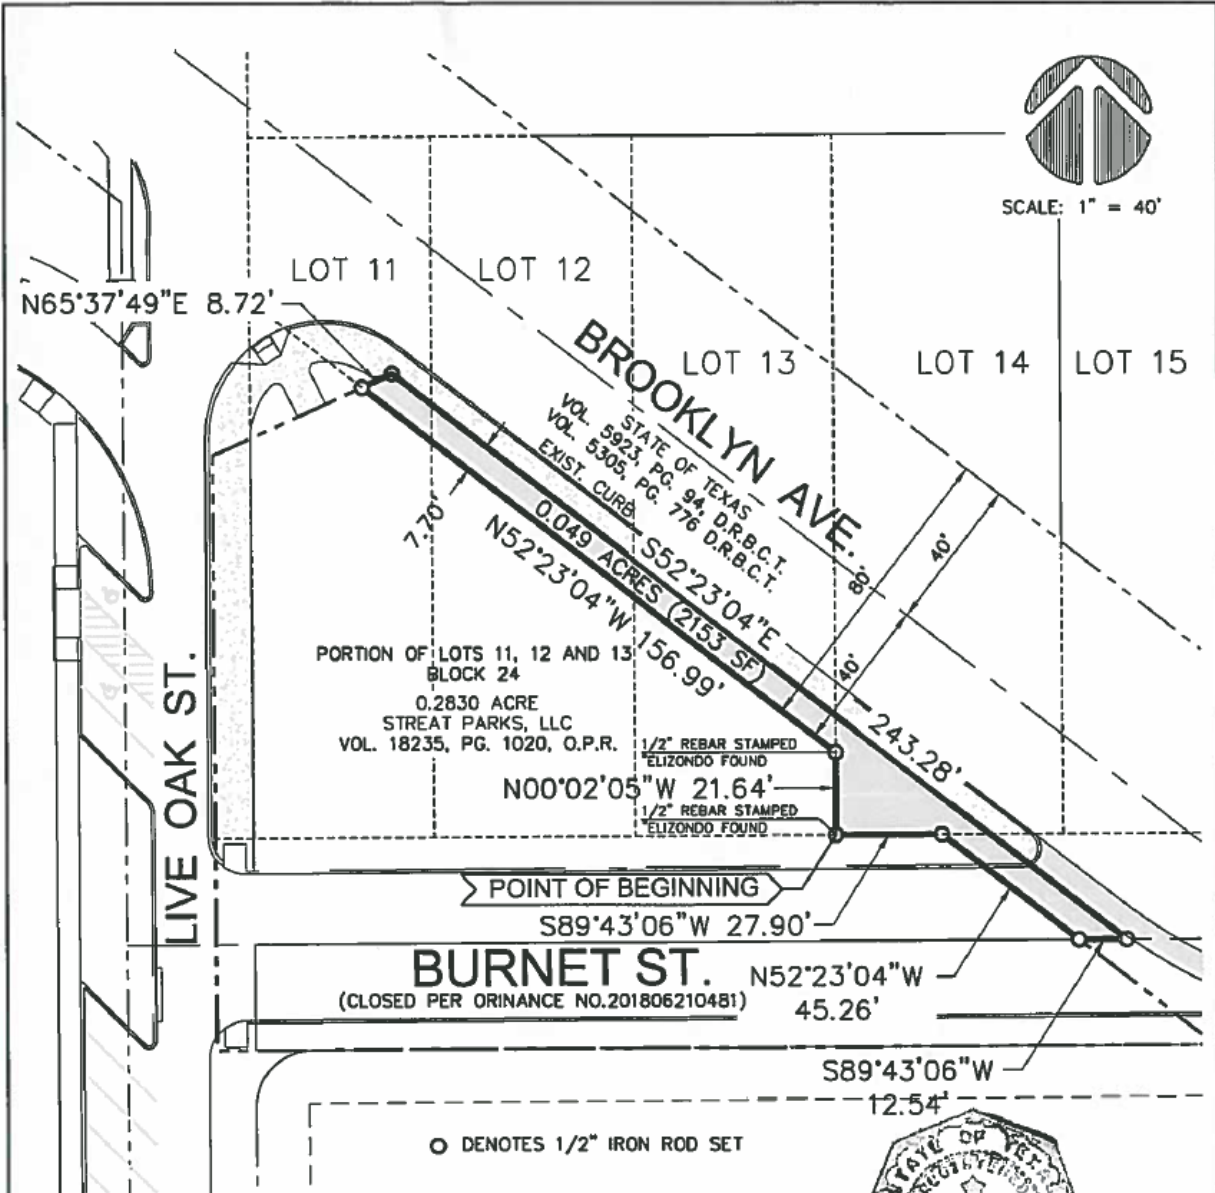 SCALE: 1" = 40'
LOT 11
LOT 12
N65°37'49"E 8.72'
BROOKLYN AVE.
LOT 13
LOT 14
LOT 15
STATE OF TEXAS
VOL. 5923, PG. 94, D.R.B.C.T.
VOL. 5305, PG. 776 D.R.B.C.T.
EXIST. CURB
7.70'
0.049 ACRES (2153 SF)
S52°23'04"E
243.28'
N52°23'04"W 156.99'
80'
40'
40'
PORTION OF LOTS 11, 12 AND 13
BLOCK 24
0.2830 ACRE
STREAT PARKS, LLC
VOL. 18235, PG. 1020, O.P.R.
1/2" REBAR STAMPED
"ELIZONDO FOUND
N00°02'05"W 21.64'
1/2" REBAR STAMPED
"ELIZONDO FOUND
LIVE OAK ST.
POINT OF BEGINNING
S89°43'06"W 27.90'
BURNET ST.
(CLOSED PER ORINANCE NO.201806210481)
N52°23'04"W
45.26'
S89°43'06"W
12.54'
O DENOTES 1/2" IRON ROD SET
STATE OF TEXAS